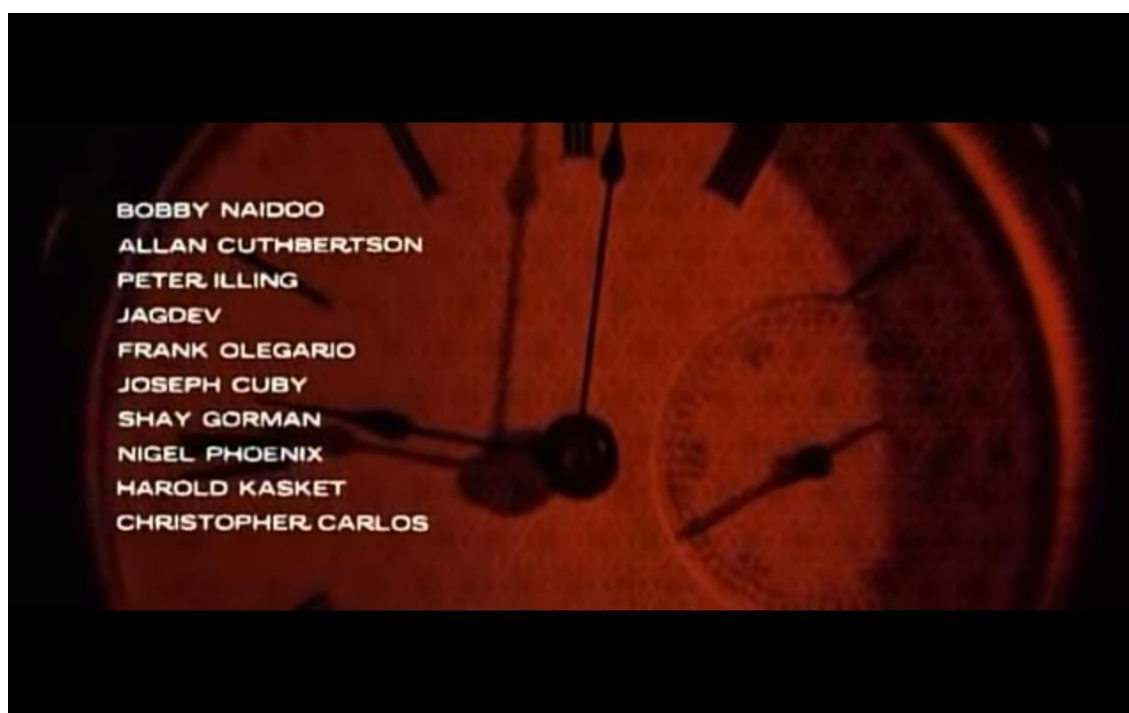 BOBBY NAIDOO
ALLAN CUTHBERTSON
PETER ILLING
JAGDEV
FRANK OLEGARIO
JOSEPH CUBY
SHAY GORMAN
NIGEL PHOENIX
HAROLD KASKET
CHRISTOPHER CARLOS